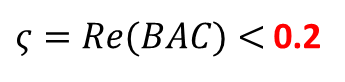 ς = Re(BAC) < 0.2